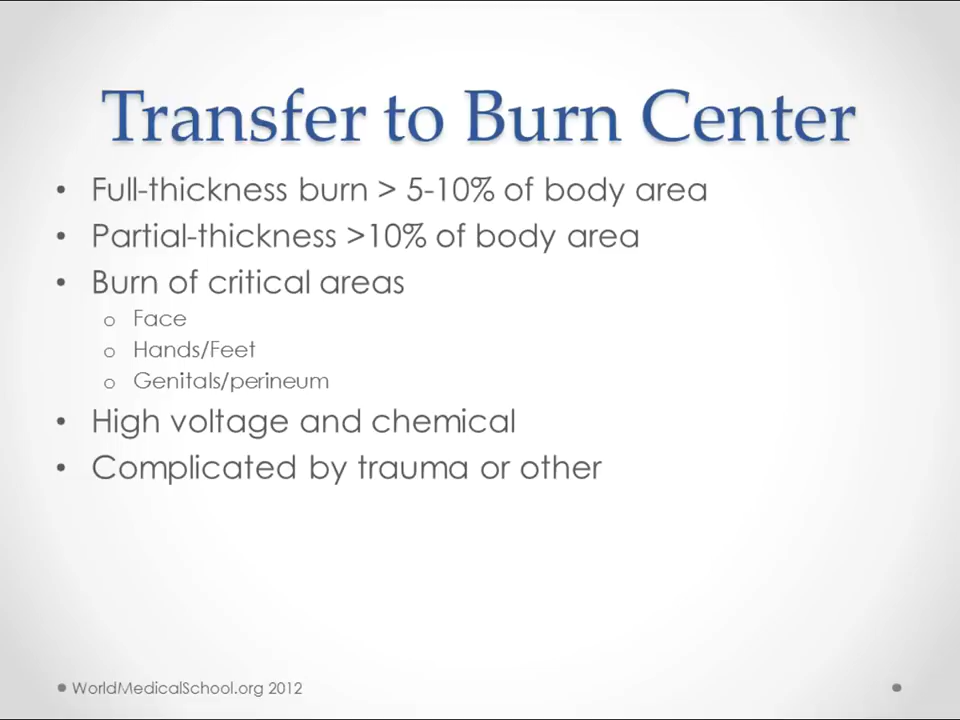 Transfer to Burn Center
• Full-thickness burn > 5-10% of body area
• Partial-thickness >10% of body area
• Burn of critical areas
o Face
o Hands/Feet
o Genitals/perineum
• High voltage and chemical
• Complicated by trauma or other
WorldMedicalSchool.org 2012